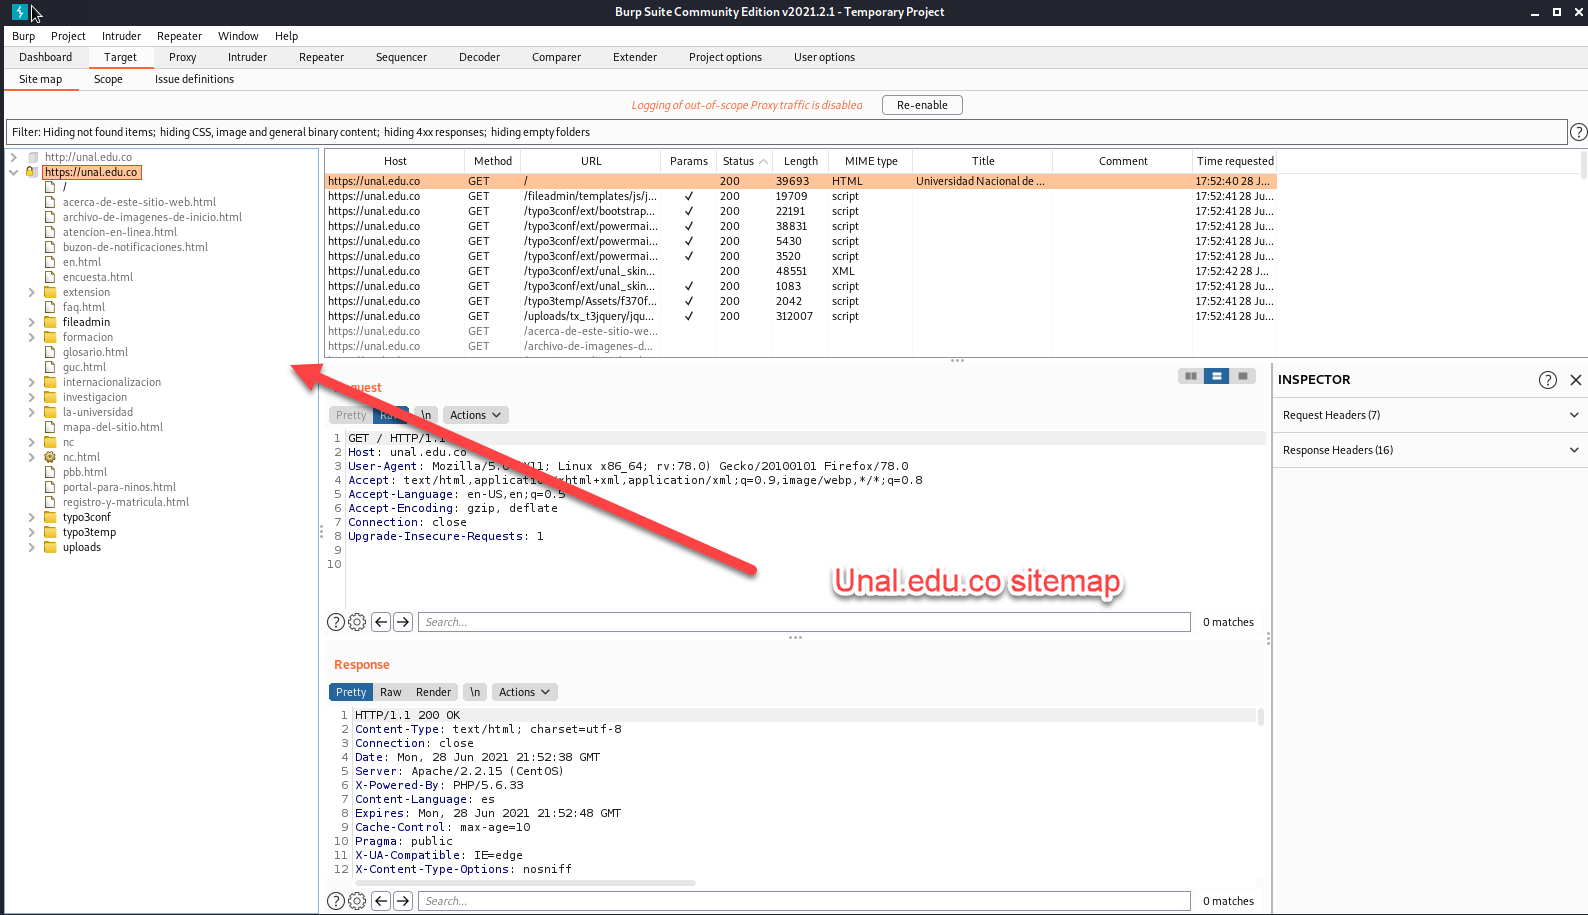 Burp Suite Community Edition v2021.2.1 - Temporary Project
Burp Project Intruder Repeater Window Help
Dashboard Target Proxy Intruder Repeater Sequencer Decoder Comparer Extender Project options User options
Site map Scope Issue definitions
Logging of out-of-scope Proxy traffic is disabled Re-enable
Filter: Hiding not found items; hiding CSS, image and general binary content; hiding 4xx responses; hiding empty folders ?
http://unal.edu.co
https://unal.edu.co
/
acerca-de-este-sitio-web.html
archivo-de-imagenes-de-inicio.html
atencion-en-linea.html
buzon-de-notificaciones.html
en.html
encuesta.html
extension
faq.html
fileadmin
formacion
glosario.html
guc.html
internacionalizacion
investigacion
la-universidad
mapa-del-sitio.html
nc
nc.html
pbb.html
portal-para-ninos.html
registro-y-matricula.html
typo3conf
typo3temp
uploads
Host Method URL Params Status Length MIME type Title Comment Time requested
https://unal.edu.co GET / 200 39693 HTML Universidad Nacional de ... 17:52:40 28 J...
https://unal.edu.co GET /fileadmin/templates/js/j... ✓ 200 19709 script 17:52:41 28 Ju...
https://unal.edu.co GET /typo3conf/ext/bootstrap... ✓ 200 22191 script 17:52:41 28 Ju...
https://unal.edu.co GET /typo3conf/ext/powermai... ✓ 200 38831 script 17:52:41 28 Ju...
https://unal.edu.co GET /typo3conf/ext/powermai... ✓ 200 5430 script 17:52:41 28 Ju...
https://unal.edu.co GET /typo3conf/ext/powermai... ✓ 200 3520 script 17:52:41 28 Ju...
https://unal.edu.co GET /typo3conf/ext/unal_skin... 200 48551 XML 17:52:42 28 J...
https://unal.edu.co GET /typo3conf/ext/unal_skin... ✓ 200 1083 script 17:52:41 28 Ju...
https://unal.edu.co GET /typo3temp/Assets/f370f... ✓ 200 2042 script 17:52:41 28 Ju...
https://unal.edu.co GET /uploads/tx_t3jquery/jqu... ✓ 200 312007 script 17:52:41 28 Ju...
https://unal.edu.co GET /acerca-de-este-sitio-we...
https://unal.edu.co GET /archivo-de-imagenes-d...
Pretty \n Actions
1 GET / HTTP/1.1
2 Host: unal.edu.co
3 User-Agent: Mozilla/5.0 X11; Linux x86_64; rv:78.0) Gecko/20100101 Firefox/78.0
4 Accept: text/html,application/xhtml+xml,application/xml;q=0.9,image/webp,*/*;q=0.8
5 Accept-Language: en-US,en;q=0.5
6 Accept-Encoding: gzip, deflate
7 Connection: close
8 Upgrade-Insecure-Requests: 1
9
10
Unal.edu.co sitemap
? Search... 0 matches
Response
Pretty Raw Render \n Actions
1 HTTP/1.1 200 OK
2 Content-Type: text/html; charset=utf-8
3 Connection: close
4 Date: Mon, 28 Jun 2021 21:52:38 GMT
5 Server: Apache/2.2.15 (CentOS)
6 X-Powered-By: PHP/5.6.33
7 Content-Language: es
8 Expires: Mon, 28 Jun 2021 21:52:48 GMT
9 Cache-Control: max-age=10
10 Pragma: public
11 X-UA-Compatible: IE=edge
12 X-Content-Type-Options: nosniff
? Search... 0 matches
INSPECTOR ?
Request Headers (7)
Response Headers (16)